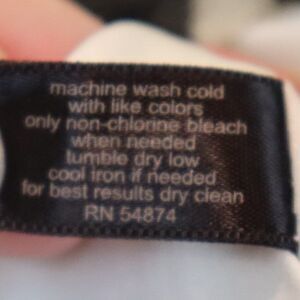 machine wash cold
with like colors
only non-chlorine bleach
when needed
tumble dry low
cool iron if needed
for best results dry clean
RN 54874